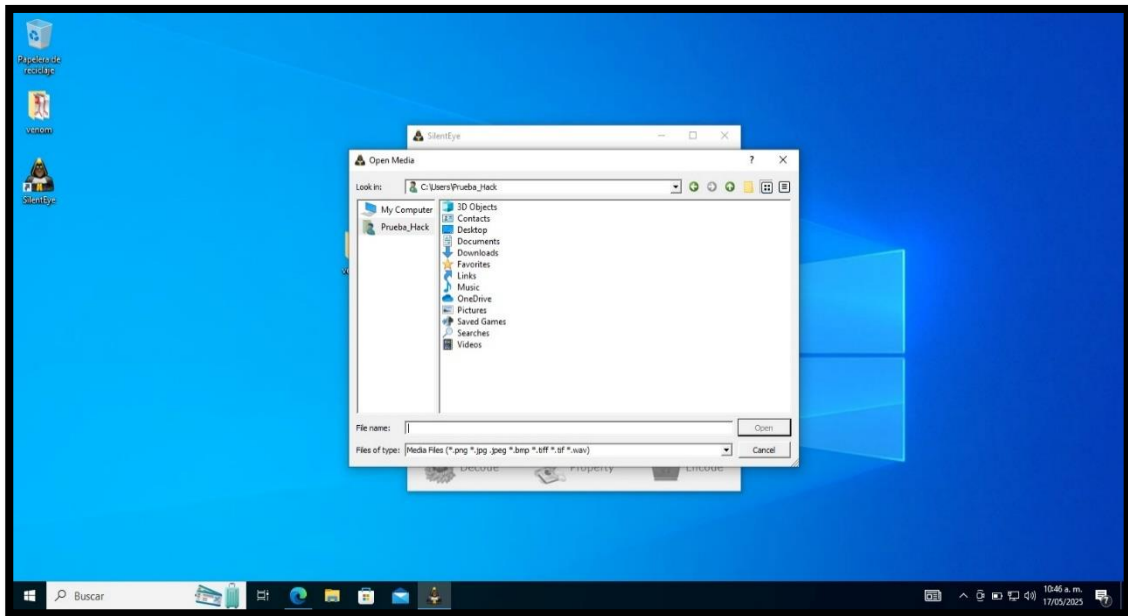 Papelera de
reciclaje
venom
SilentEye
SilentEye
Open Media
?
Look in:
C:\Users\Prueba_Hack
My Computer
Prueba_Hack
3D Objects
Contacts
Desktop
Documents
Downloads
Favorites
Links
Music
OneDrive
Pictures
Saved Games
Searches
Videos
File name:
Open
Files of type:
Media Files (*.png *.jpg .jpeg *.bmp *.tiff *.tif *.wav)
Cancel
Decode
Property
Encode
Buscar
10:46 a. m.
17/05/2025